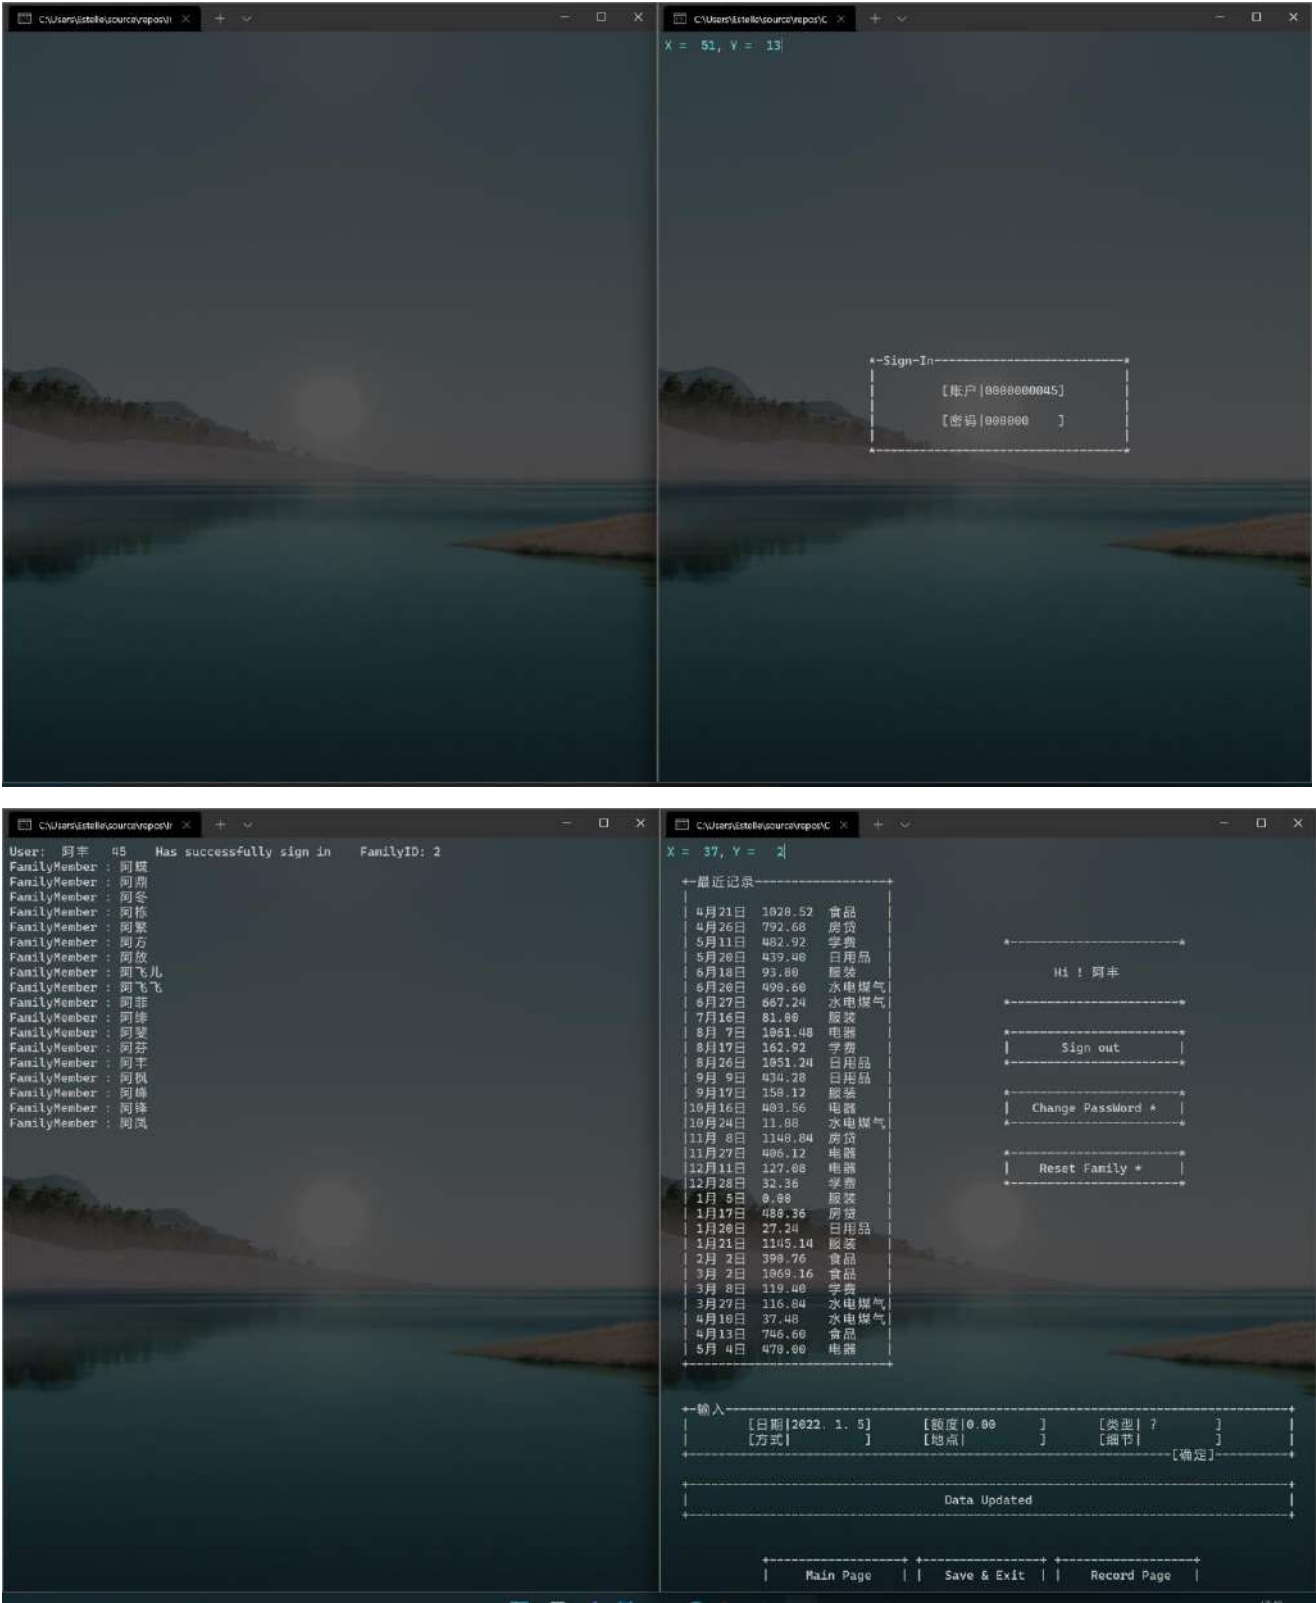 C:\Users\Estelle\source\repos\I
C:\Users\Estelle\source\repos\C
X =  51, Y =  13
Sign-In
[账户|0000000045]
[密码|000000    ]
C:\Users\Estelle\source\repos\Ir
User:  阿丰   45    Has successfully sign in    FamilyID: 2
FamilyMember : 阿蝶
FamilyMember : 阿鼎
FamilyMember : 阿冬
FamilyMember : 阿栋
FamilyMember : 阿繁
FamilyMember : 阿方
FamilyMember : 阿放
FamilyMember : 阿飞儿
FamilyMember : 阿飞飞
FamilyMember : 阿菲
FamilyMember : 阿绯
FamilyMember : 阿斐
FamilyMember : 阿芬
FamilyMember : 阿丰
FamilyMember : 阿枫
FamilyMember : 阿峰
FamilyMember : 阿锋
FamilyMember : 阿凤
C:\Users\Estelle\source\repos\C
X =  37, Y =   2
最近记录
4月21日  1020.52  食品
4月26日  792.68  房贷
5月11日  482.92  学费
5月20日  439.40  日用品
6月18日  93.80  服装
6月20日  490.60  水电煤气
6月27日  667.24  水电煤气
7月16日  81.00  服装
8月 7日  1061.48  电器
8月17日  162.92  学费
8月26日  1051.24  日用品
9月 9日  434.28  日用品
9月17日  150.12  服装
10月16日  403.56  电器
10月24日  11.88  水电煤气
11月 8日  1140.84  房贷
11月27日  406.12  电器
12月11日  127.08  电器
12月28日  32.36  学费
1月 5日  0.00  服装
1月17日  480.36  房贷
1月20日  27.24  日用品
1月21日  1145.14  服装
2月 2日  390.76  食品
3月 2日  1069.16  食品
3月 8日  119.40  学费
3月27日  116.84  水电煤气
4月10日  37.48  水电煤气
4月13日  746.60  食品
5月 4日  470.00  电器
Hi ! 阿丰
Sign out
Change PassWord *
Reset Family *
输入
[日期|2022. 1. 5]  [额度|0.00      ]  [类型| ?        ]
[方式|          ]  [地点|          ]  [细节|          ]
[确定]
Data Updated
Main Page  Save & Exit  Record Page